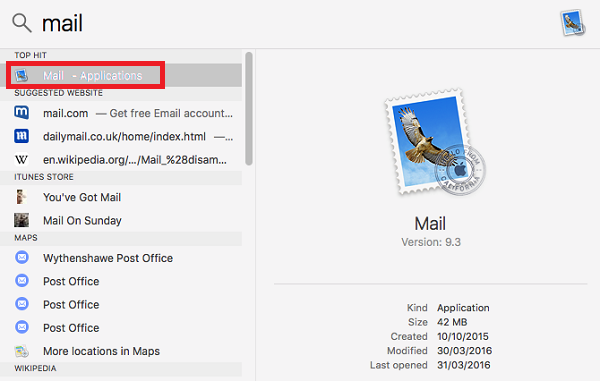 mail
TOP HIT
Mail - Applications
SUGGESTED WEBSITE
mail.com — Get free Email account...
dailymail.co.uk/home/index.html —...
en.wikipedia.org/.../Mail_%28disam...
ITUNES STORE
You've Got Mail
Mail On Sunday
MAPS
Wythenshawe Post Office
Post Office
Post Office
Post Office
More locations in Maps
WIKIPEDIA
HELLO FROM
CALIFORNIA
Mail
Version: 9.3
Kind Application
Size 42 MB
Created 10/10/2015
Modified 30/03/2016
Last opened 31/03/2016